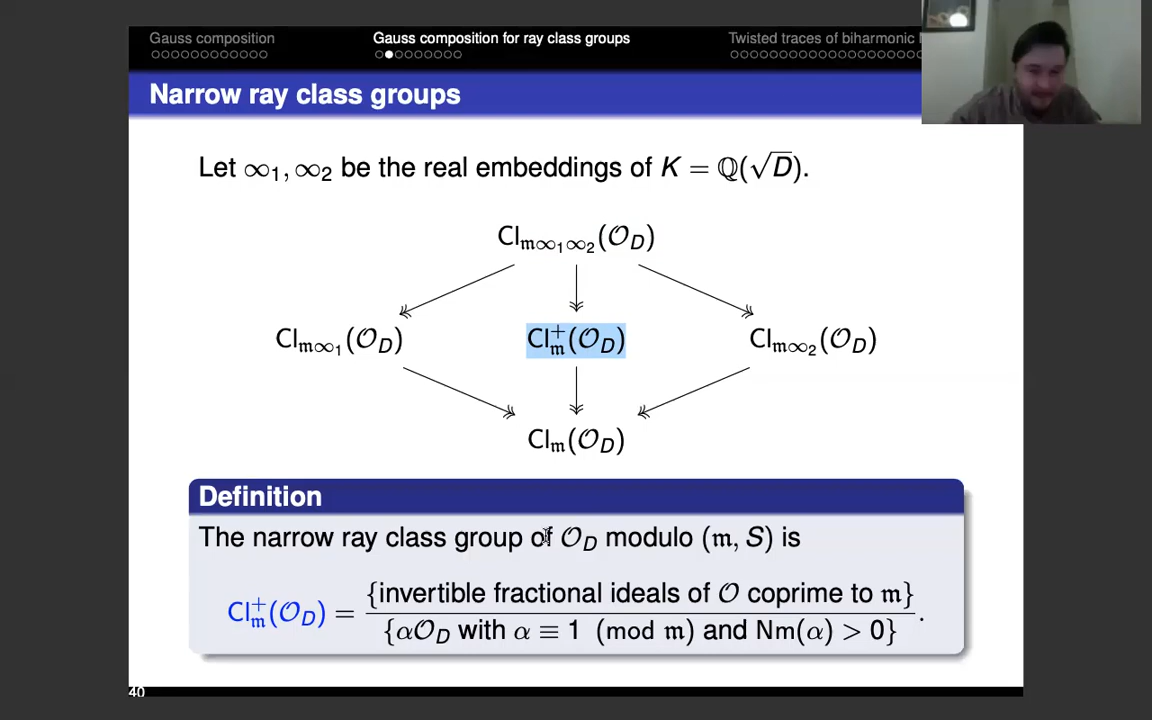 Gauss composition Gauss composition for ray class groups Twisted traces of biharmonic
Narrow ray class groups
Let ∞₁, ∞₂ be the real embeddings of K = ℚ(√D).
Cl_{𝔪∞₁∞₂}(𝒪_D)
Cl_{𝔪∞₁}(𝒪_D) Cl⁺_𝔪(𝒪_D) Cl_{𝔪∞₂}(𝒪_D)
Cl_𝔪(𝒪_D)
Definition
The narrow ray class group of 𝒪_D modulo (𝔪, S) is
{invertible fractional ideals of 𝒪 coprime to 𝔪}
Cl⁺_𝔪(𝒪_D) = .
{α𝒪_D with α ≡ 1 (mod 𝔪) and Nm(α) > 0}
40